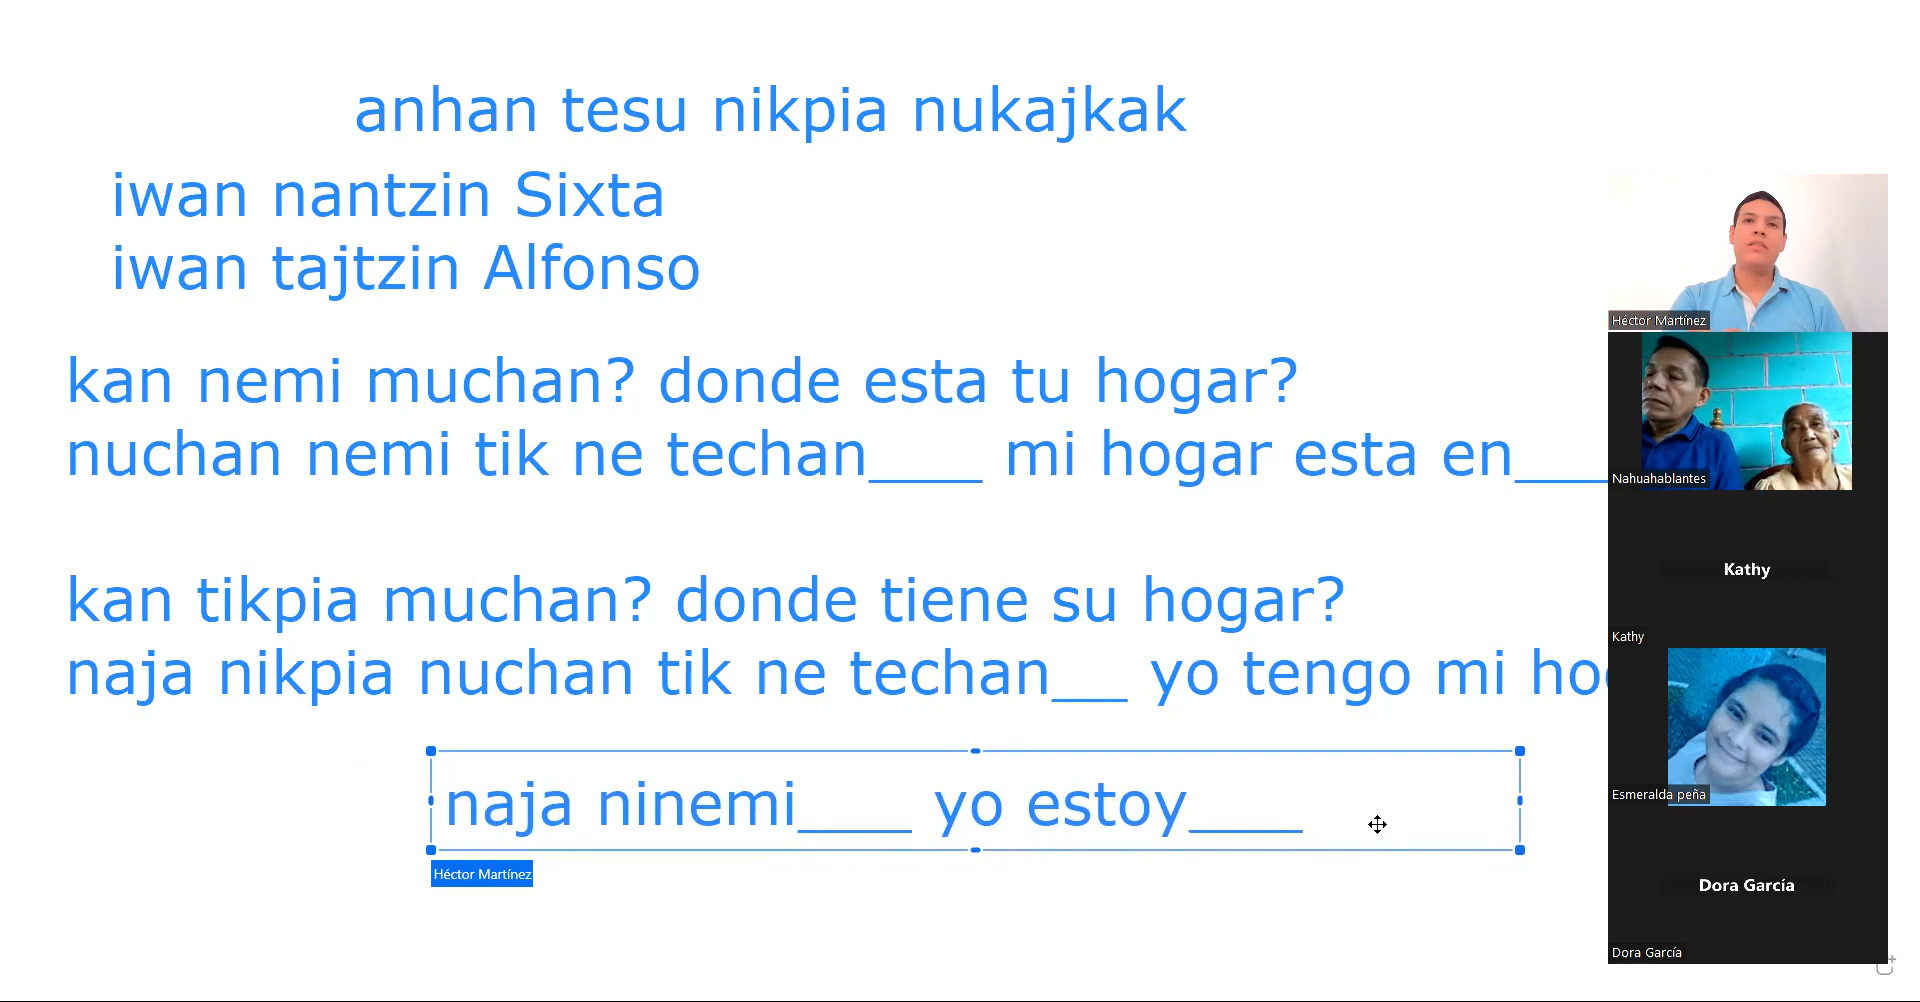 anhan tesu nikpia nukajkak
iwan nantzin Sixta
iwan tajtzin Alfonso
kan nemi muchan? donde esta tu hogar?
nuchan nemi tik ne techan___ mi hogar esta en___
kan tikpia muchan? donde tiene su hogar?
naja nikpia nuchan tik ne techan__ yo tengo mi
naja ninemi___ yo estoy___
Héctor Martínez
Héctor Martínez
Nahuahablantes
Kathy
Kathy
Esmeralda peña
Dora García
Dora García